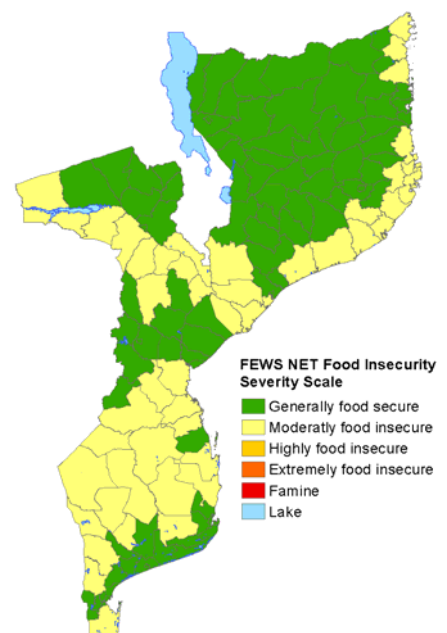 FEWS NET Food Insecurity
Severity Scale
Generally food secure
Moderatly food insecure
Highly food insecure
Extremely food insecure
Famine
Lake